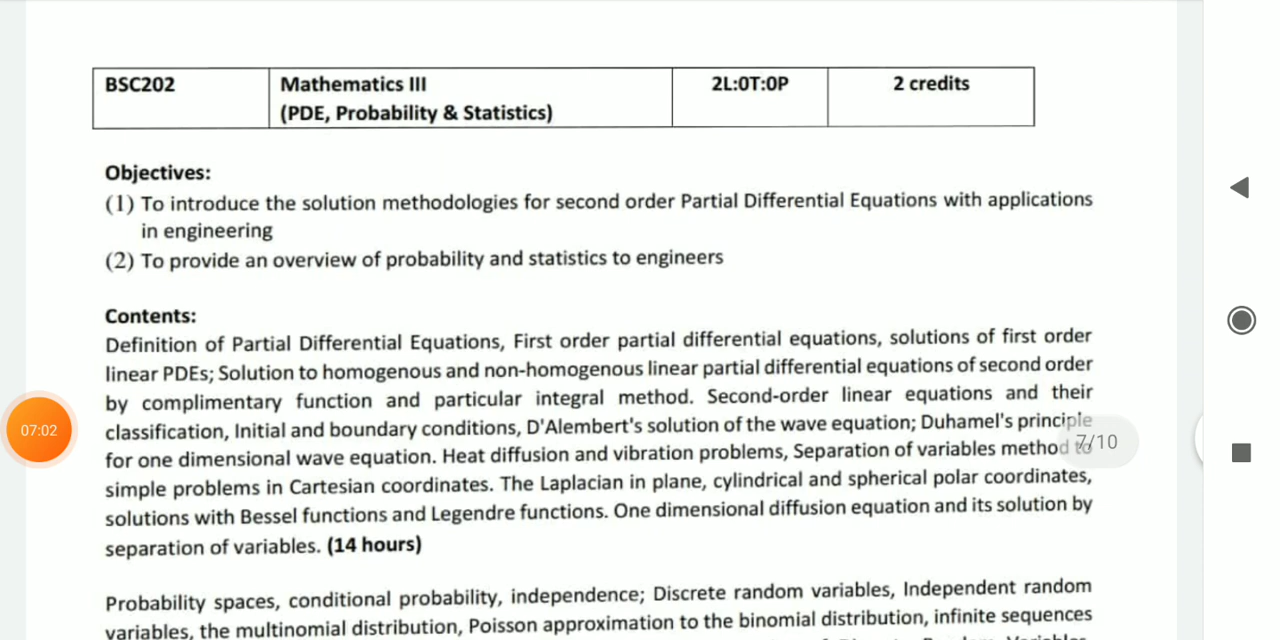 BSC202 Mathematics III 2L:0T:0P 2 credits
(PDE, Probability & Statistics)
Objectives:
(1) To introduce the solution methodologies for second order Partial Differential Equations with applications
in engineering
(2) To provide an overview of probability and statistics to engineers
Contents:
Definition of Partial Differential Equations, First order partial differential equations, solutions of first order
linear PDEs; Solution to homogenous and non-homogenous linear partial differential equations of second order
by complimentary function and particular integral method. Second-order linear equations and their
classification, Initial and boundary conditions, D'Alembert's solution of the wave equation; Duhamel's principle
for one dimensional wave equation. Heat diffusion and vibration problems, Separation of variables method to
simple problems in Cartesian coordinates. The Laplacian in plane, cylindrical and spherical polar coordinates,
solutions with Bessel functions and Legendre functions. One dimensional diffusion equation and its solution by
separation of variables. (14 hours)
Probability spaces, conditional probability, independence; Discrete random variables, Independent random
variables, the multinomial distribution, Poisson approximation to the binomial distribution, infinite sequences
07:02
7/10